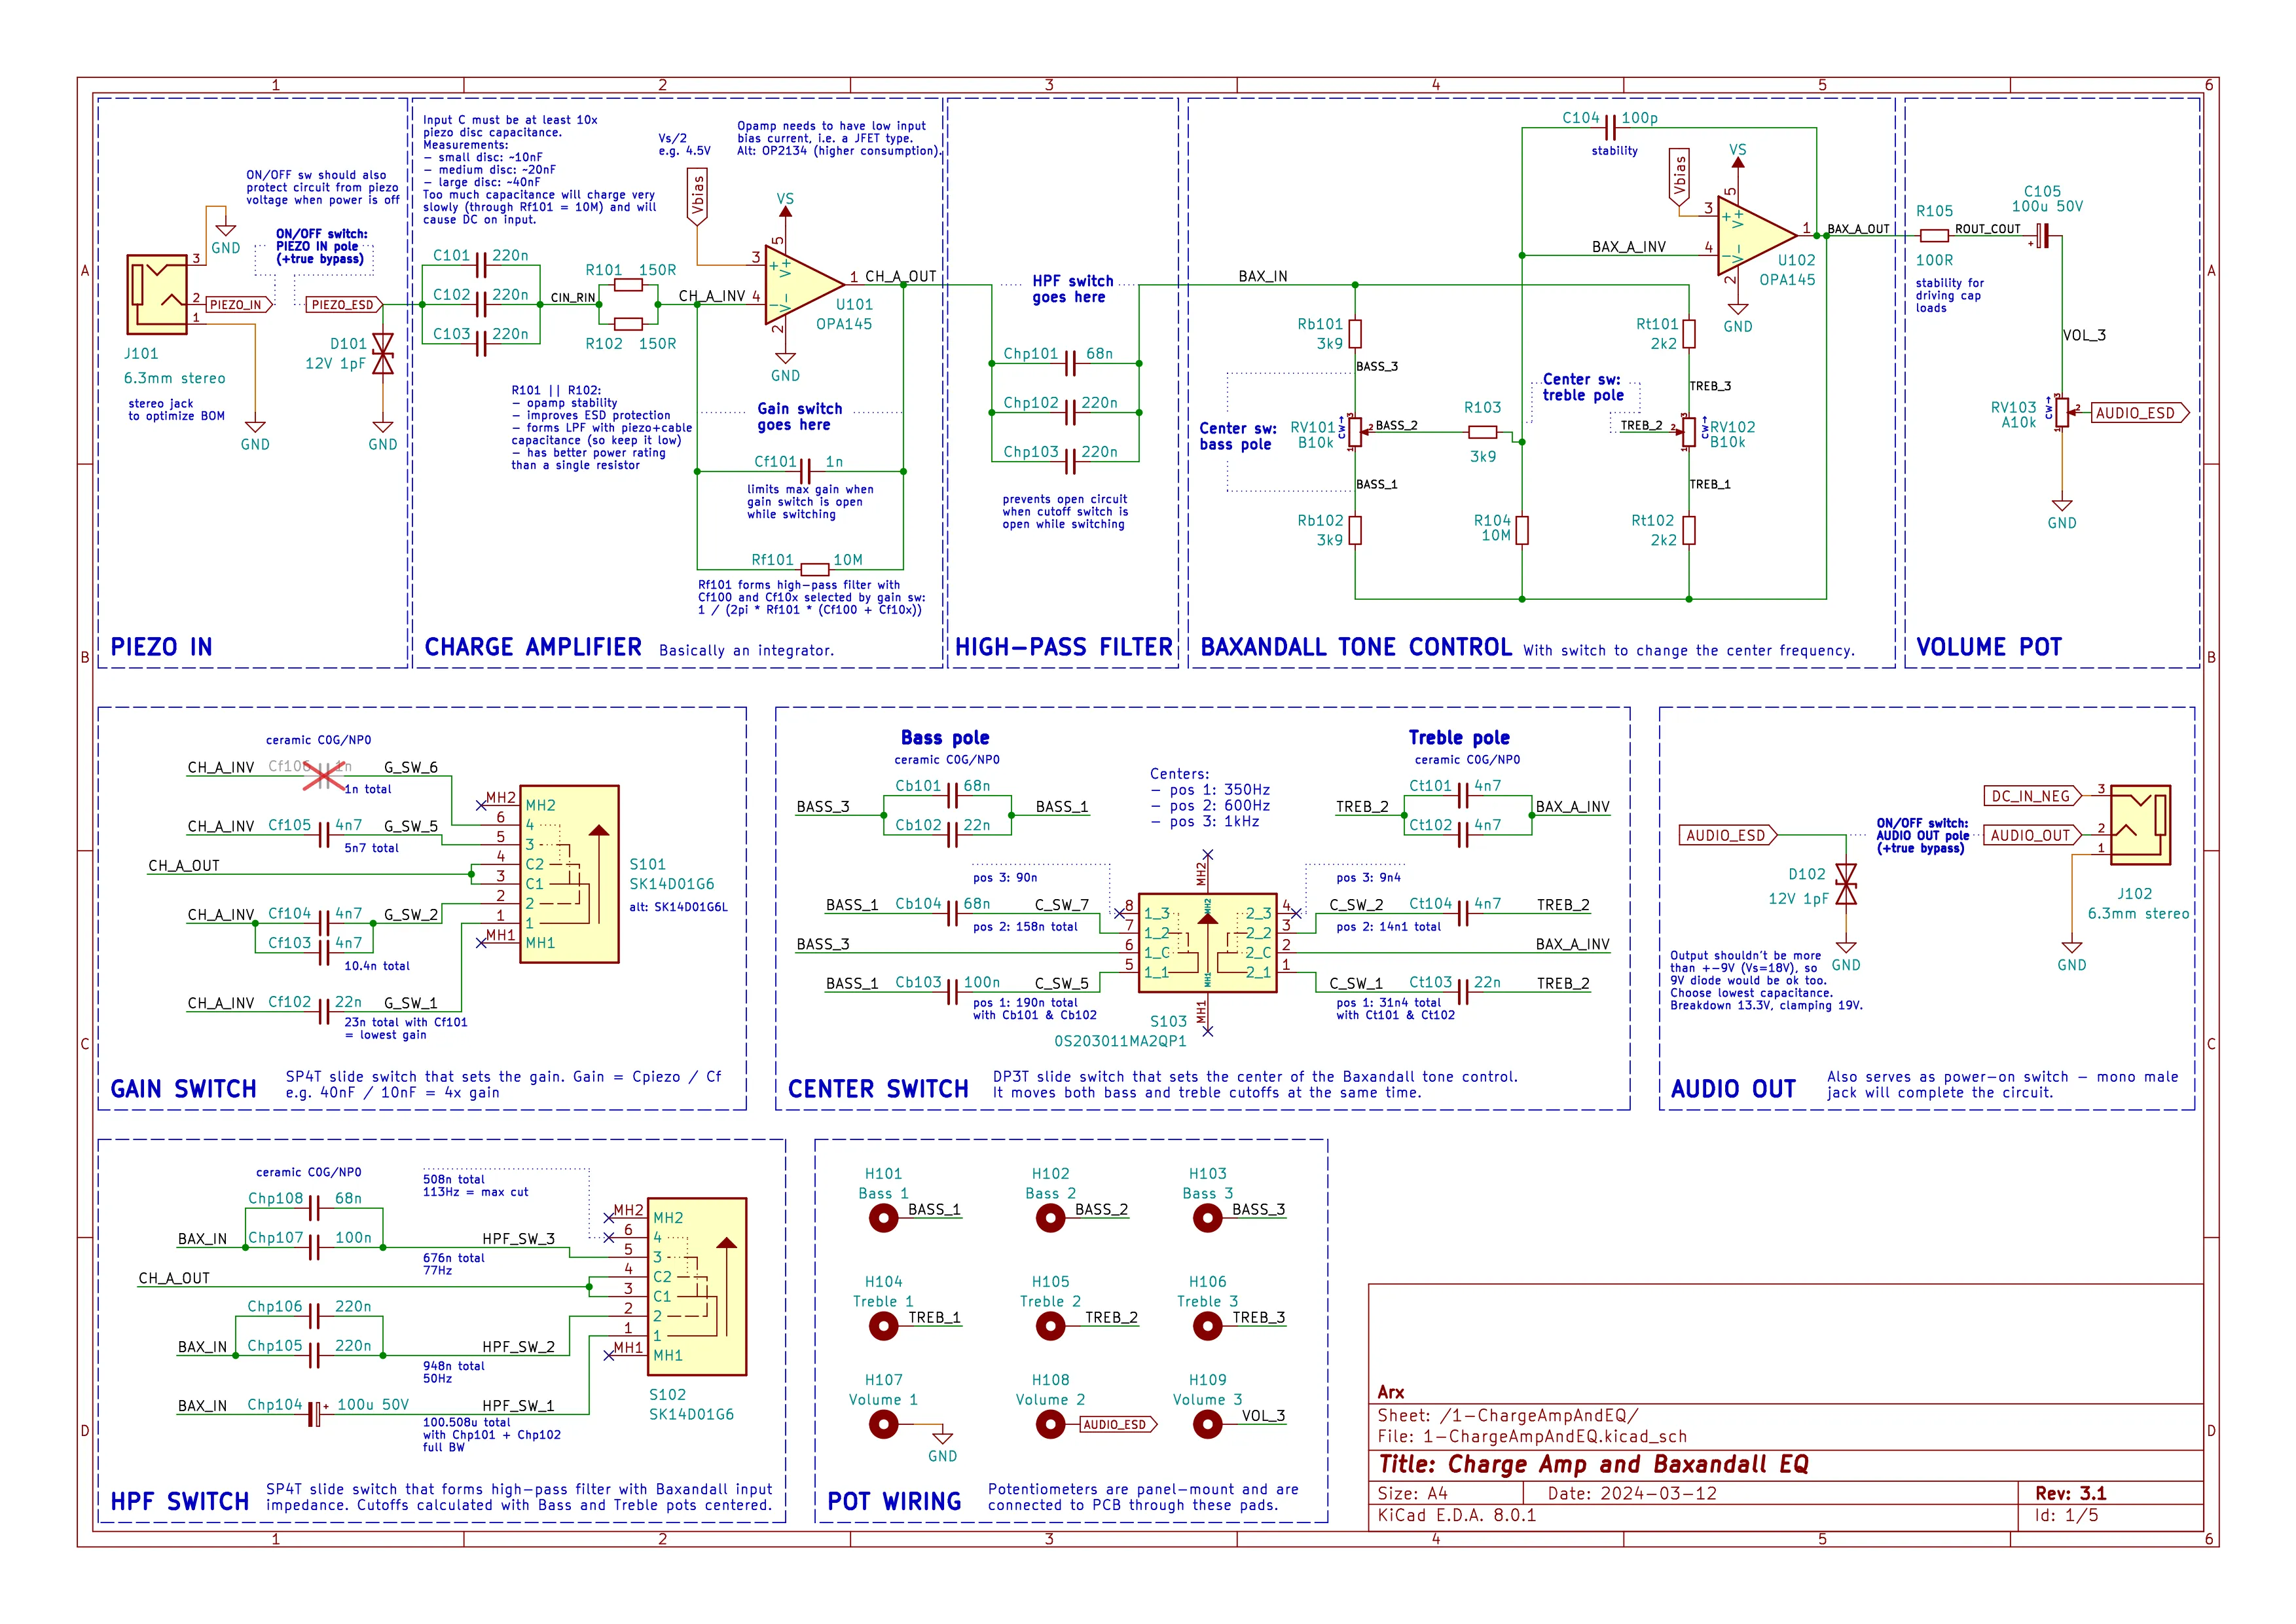 1
2
3
4
5
6
A
B
C
D
ON/OFF sw should also
protect circuit from piezo
voltage when power is off
GND
ON/OFF switch:
PIEZO IN pole
(+true bypass)
3
2
1
PIEZO_IN
PIEZO_ESD
J101
6.3mm stereo
stereo jack
to optimize BOM
D101
12V 1pF
GND
GND
PIEZO IN
Input C must be at least 10x
piezo disc capacitance.
Measurements:
- small disc: ~10nF
- medium disc: ~20nF
- large disc: ~40nF
Too much capacitance will charge very
slowly (through Rf101 = 10M) and will
cause DC on input.
Vs/2
e.g. 4.5V
Opamp needs to have low input
bias current, i.e. a JFET type.
Alt: OP2134 (higher consumption).
Vbias
VS
C101 220n
C102 220n
C103 220n
CIN_RIN
R101 150R
R102 150R
CH_A_INV
3
4
5
2
1
+
-
V+
V-
CH_A_OUT
U101
OPA145
GND
R101 || R102:
- opamp stability
- improves ESD protection
- forms LPF with piezo+cable
capacitance (so keep it low)
- has better power rating
than a single resistor
Gain switch
goes here
Cf101 1n
limits max gain when
gain switch is open
while switching
Rf101 10M
Rf101 forms high-pass filter with
Cf100 and Cf10x selected by gain sw:
1 / (2pi * Rf101 * (Cf100 + Cf10x))
CHARGE AMPLIFIER Basically an integrator.
HPF switch
goes here
Chp101 68n
Chp102 220n
Chp103 220n
prevents open circuit
when cutoff switch is
open while switching
HIGH-PASS FILTER
BAX_IN
C104 100p
stability
Vbias
VS
3
4
5
2
1
+
-
V+
V-
BAX_A_INV
BAX_A_OUT
U102
OPA145
GND
Rb101
3k9
BASS_3
Center sw:
bass pole
RV101
B10k
CW→
3
2
1
BASS_2
R103
3k9
BASS_1
Rb102
3k9
R104
10M
Center sw:
treble pole
Rt101
2k2
TREB_3
TREB_2
CW→
3
2
1
RV102
B10k
TREB_1
Rt102
2k2
BAXANDALL TONE CONTROL With switch to change the center frequency.
R105
100R
ROUT_COUT
C105
100u 50V
+
stability for
driving cap
loads
VOL_3
RV103
A10k
CW→
3
2
1
AUDIO_ESD
GND
VOLUME POT
ceramic C0G/NP0
CH_A_INV Cf106 1n G_SW_6
1n total
CH_A_INV Cf105 4n7 G_SW_5
5n7 total
CH_A_OUT
CH_A_INV Cf104 4n7 G_SW_2
Cf103 4n7
10.4n total
CH_A_INV Cf102 22n G_SW_1
23n total with Cf101
= lowest gain
MH2 MH2
6 4
5 3
4 C2
3 C1
2 2
1 1
MH1 MH1
S101
SK14D01G6
alt: SK14D01G6L
GAIN SWITCH
SP4T slide switch that sets the gain. Gain = Cpiezo / Cf
e.g. 40nF / 10nF = 4x gain
Bass pole
ceramic C0G/NP0
Cb101 68n
BASS_3 BASS_1
Cb102 22n
Centers:
- pos 1: 350Hz
- pos 2: 600Hz
- pos 3: 1kHz
Treble pole
ceramic C0G/NP0
Ct101 4n7
TREB_2 BAX_A_INV
Ct102 4n7
pos 3: 90n
BASS_1 Cb104 68n C_SW_7
pos 2: 158n total
BASS_3
BASS_1 Cb103 100n C_SW_5
pos 1: 190n total
with Cb101 & Cb102
MH2
MH2
8 1_3 2_3 4
7 1_2 2_2 3
6 1_C 2_C 2
5 1_1 2_1 1
MH1
MH1
S103
OS203011MA2QP1
pos 3: 9n4
C_SW_2 Ct104 4n7 TREB_2
pos 2: 14n1 total
BAX_A_INV
C_SW_1 Ct103 22n TREB_2
pos 1: 31n4 total
with Ct101 & Ct102
CENTER SWITCH
DP3T slide switch that sets the center of the Baxandall tone control.
It moves both bass and treble cutoffs at the same time.
AUDIO_ESD
ON/OFF switch:
AUDIO OUT pole
(+true bypass)
DC_IN_NEG
AUDIO_OUT
3
2
1
D102
12V 1pF
GND
J102
6.3mm stereo
GND
Output shouldn't be more
than +-9V (Vs=18V), so
9V diode would be ok too.
Choose lowest capacitance.
Breakdown 13.3V, clamping 19V.
AUDIO OUT
Also serves as power-on switch - mono male
jack will complete the circuit.
ceramic C0G/NP0
508n total
113Hz = max cut
Chp108 68n
BAX_IN Chp107 100n HPF_SW_3
676n total
77Hz
CH_A_OUT
Chp106 220n
BAX_IN Chp105 220n HPF_SW_2
948n total
50Hz
BAX_IN Chp104 + 100u 50V HPF_SW_1
100.508u total
with Chp101 + Chp102
full BW
MH2 MH2
6 4
5 3
4 C2
3 C1
2 2
1 1
MH1 MH1
S102
SK14D01G6
HPF SWITCH
SP4T slide switch that forms high-pass filter with Baxandall input
impedance. Cutoffs calculated with Bass and Treble pots centered.
H101
Bass 1
BASS_1
H102
Bass 2
BASS_2
H103
Bass 3
BASS_3
H104
Treble 1
TREB_1
H105
Treble 2
TREB_2
H106
Treble 3
TREB_3
H107
Volume 1
GND
H108
Volume 2
AUDIO_ESD
H109
Volume 3
VOL_3
POT WIRING
Potentiometers are panel-mount and are
connected to PCB through these pads.
Arx
Sheet: /1-ChargeAmpAndEQ/
File: 1-ChargeAmpAndEQ.kicad_sch
Title: Charge Amp and Baxandall EQ
Size: A4 Date: 2024-03-12 Rev: 3.1
KiCad E.D.A. 8.0.1 Id: 1/5
1
2
3
4
5
6
A
B
C
D